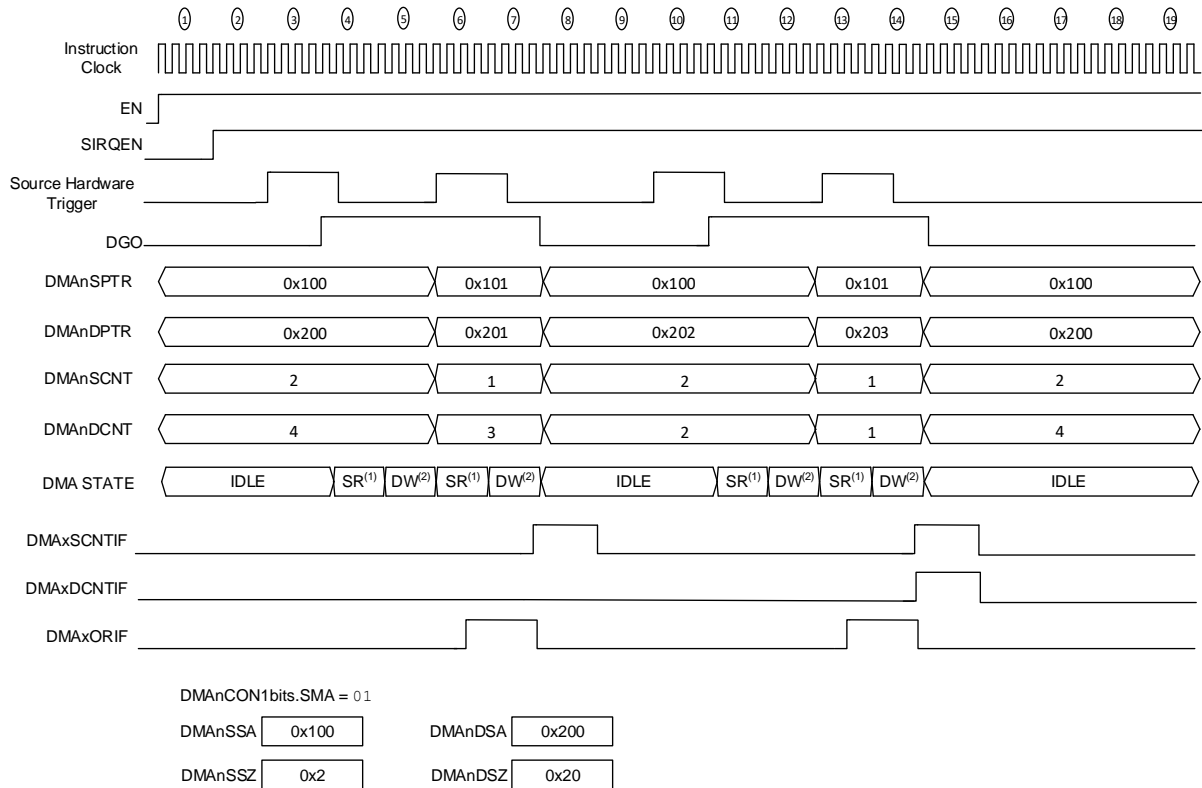 1 2 3 4 5 6 7 8 9 10 11 12 13 14 15 16 17 18 19
Instruction
Clock
EN
SIRQEN
Source Hardware
Trigger
DGO
DMAnSPTR 0x100 0x101 0x100 0x101 0x100
DMAnDPTR 0x200 0x201 0x202 0x203 0x200
DMAnSCNT 2 1 2 1 2
DMAnDCNT 4 3 2 1 4
DMA STATE IDLE SR(1) DW(2) SR(1) DW(2) IDLE SR(1) DW(2) SR(1) DW(2) IDLE
DMAxSCNTIF
DMAxDCNTIF
DMAxORIF
DMAnCON1bits.SMA = 01
DMAnSSA 0x100 DMAnDSA 0x200
DMAnSSZ 0x2 DMAnDSZ 0x20